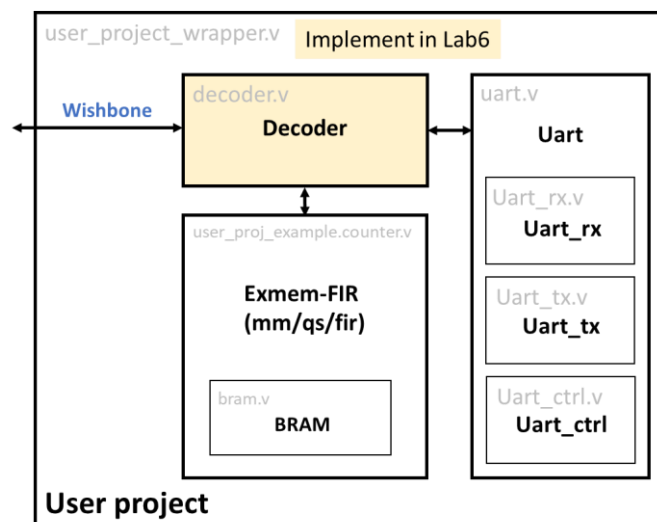 user_project_wrapper.v
Implement in Lab6
Wishbone
decoder.v
Decoder
uart.v
Uart
Uart_rx.v
Uart_rx
user_proj_example.counter.v
Exmem-FIR
(mm/qs/fir)
Uart_tx.v
Uart_tx
bram.v
BRAM
Uart_ctrl.v
Uart_ctrl
User project